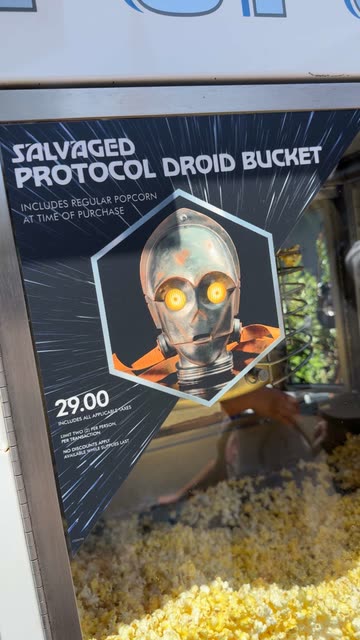 SALVAGED
PROTOCOL DROID BUCKET
INCLUDES REGULAR POPCORN
AT TIME OF PURCHASE
29.00
INCLUDES ALL APPLICABLE TAXES
LIMIT TWO (2) PER PERSON,
PER TRANSACTION
NO DISCOUNTS APPLY
AVAILABLE WHILE SUPPLIES LAST